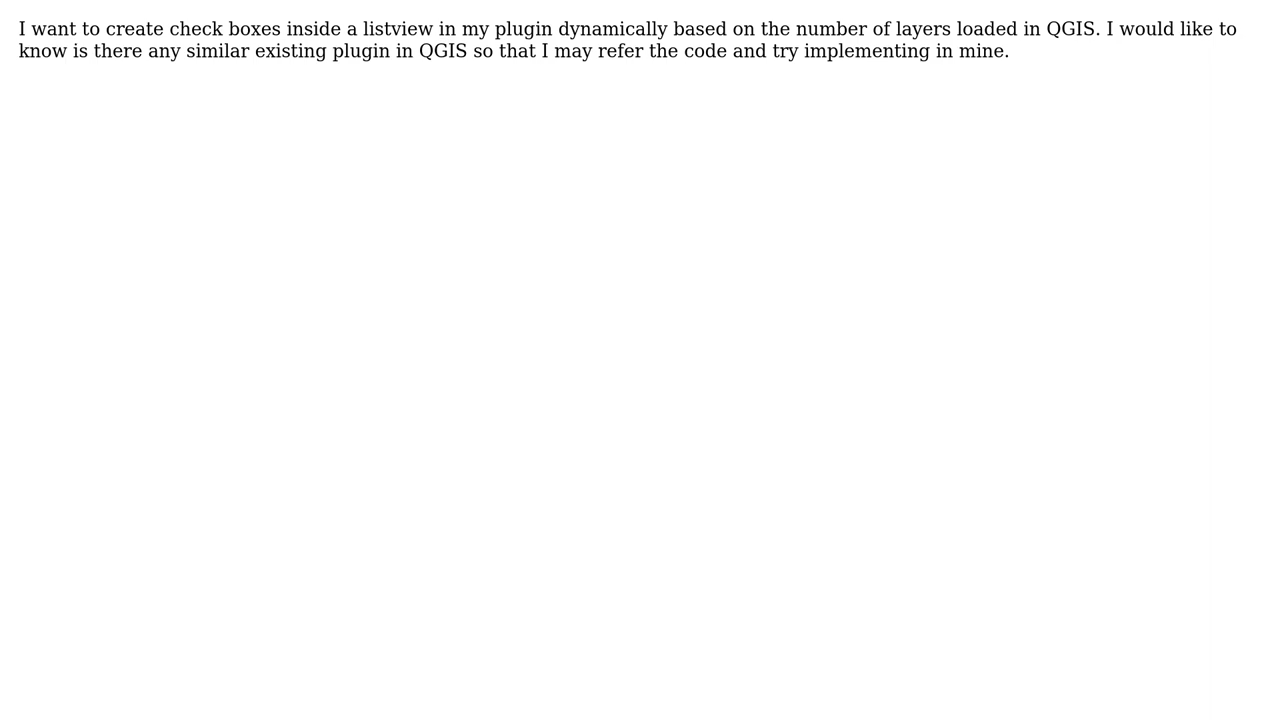 I want to create check boxes inside a listview in my plugin dynamically based on the number of layers loaded in QGIS. I would like to
know is there any similar existing plugin in QGIS so that I may refer the code and try implementing in mine.